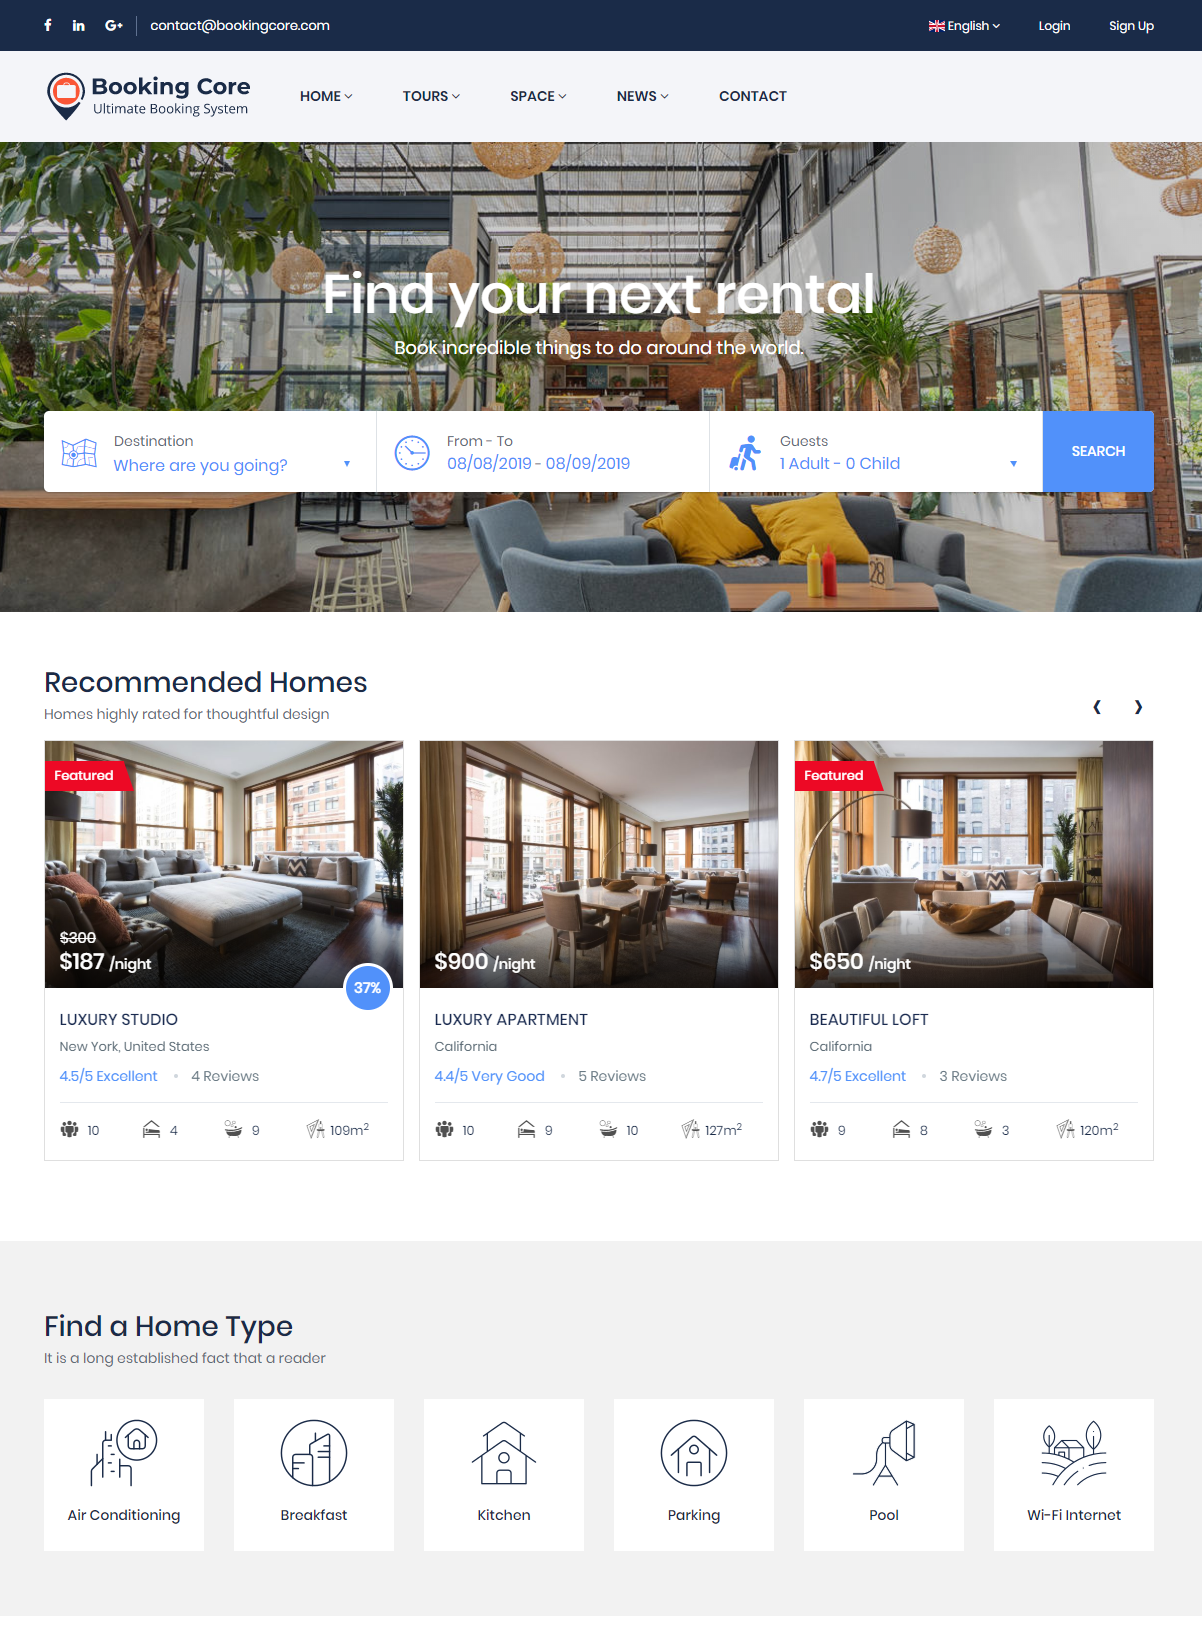 contact@bookingcore.com
English
Login
Sign Up
Booking Core
Ultimate Booking System
HOME
TOURS
SPACE
NEWS
CONTACT
Find your next rental
Book incredible things to do around the world.
Destination
Where are you going?
From - To
08/08/2019 - 08/09/2019
Guests
1 Adult - 0 Child
SEARCH
28
Recommended Homes
Homes highly rated for thoughtful design
Featured
$300
$187 /night
37%
LUXURY STUDIO
New York, United States
4.5/5 Excellent
4 Reviews
10
4
9
109m²
$900 /night
LUXURY APARTMENT
California
4.4/5 Very Good
5 Reviews
10
9
10
127m²
Featured
$650 /night
BEAUTIFUL LOFT
California
4.7/5 Excellent
3 Reviews
9
8
3
120m²
Find a Home Type
It is a long established fact that a reader
Air Conditioning
Breakfast
Kitchen
Parking
Pool
Wi-Fi Internet